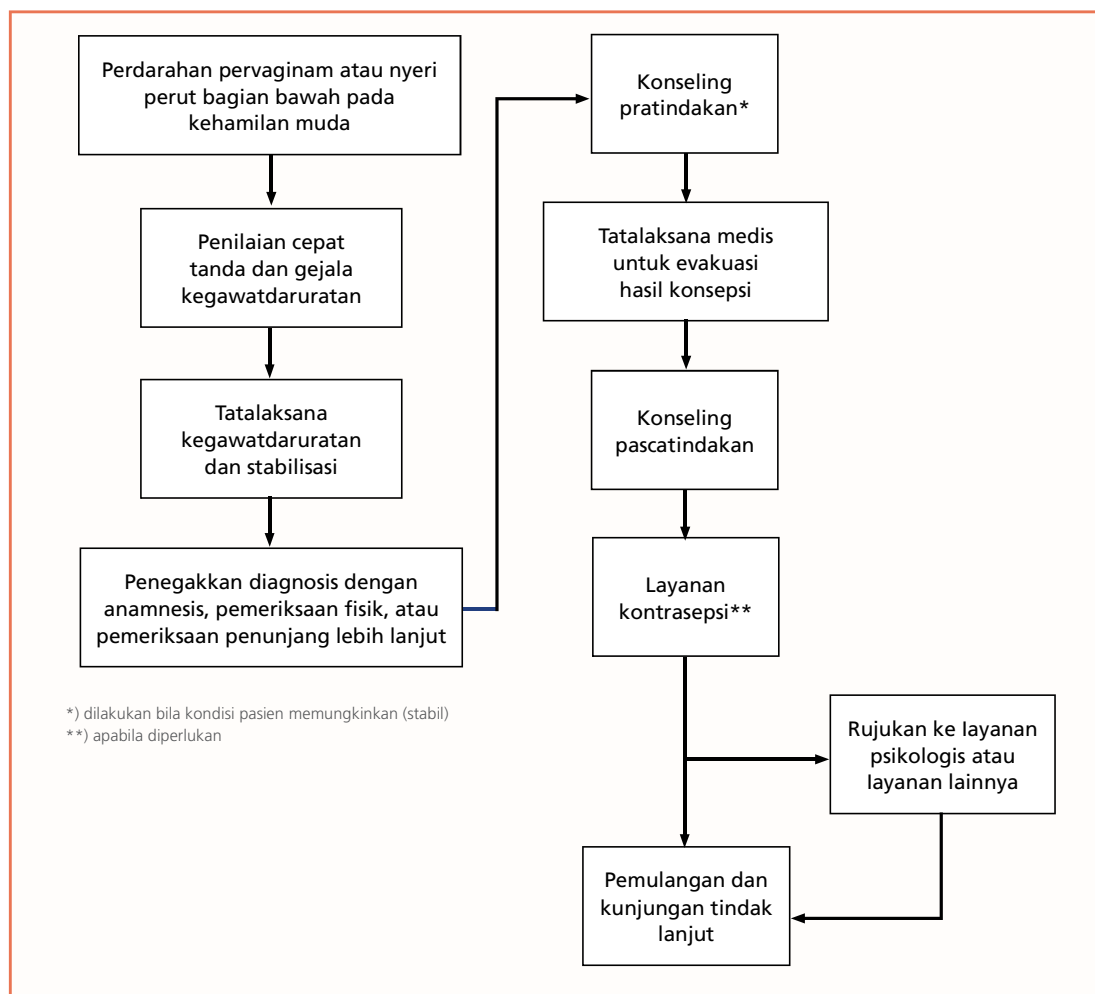 Perdarahan pervaginam atau nyeri
perut bagian bawah pada
kehamilan muda
Penilaian cepat
tanda dan gejala
kegawatdaruratan
Tatalaksana
kegawatdaruratan
dan stabilisasi
Penegakkan diagnosis dengan
anamnesis, pemeriksaan fisik, atau
pemeriksaan penunjang lebih lanjut
*) dilakukan bila kondisi pasien memungkinkan (stabil)
**) apabila diperlukan
Konseling
pratindakan*
Tatalaksana medis
untuk evakuasi
hasil konsepsi
Konseling
pascatindakan
Layanan
kontrasepsi**
Rujukan ke layanan
psikologis atau
layanan lainnya
Pemulangan dan
kunjungan tindak
lanjut